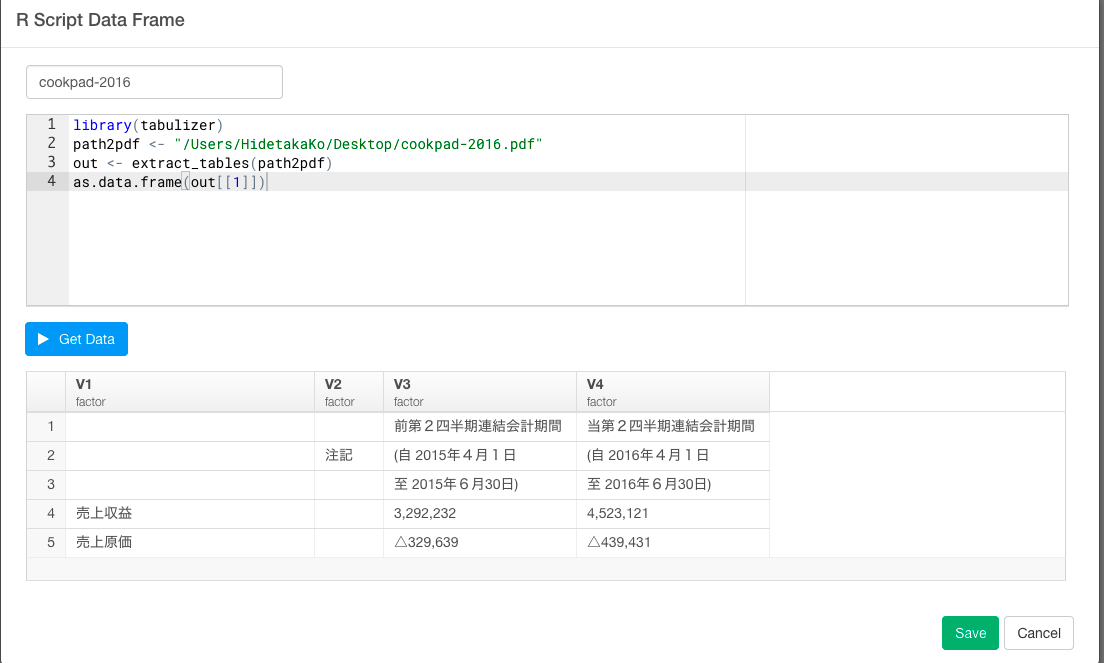 R Script Data Frame
cookpad-2016
1 library(tabulizer)
2 path2pdf <- "/Users/HidetakaKo/Desktop/cookpad-2016.pdf"
3 out <- extract_tables(path2pdf)
4 as.data.frame(out[[1]])
Get Data
V1 V2 V3 V4
factor factor factor factor
1 前第２四半期連結会計期間 当第２四半期連結会計期間
2 注記 (自 2015年４月１日 (自 2016年４月１日
3 至 2015年６月30日) 至 2016年６月30日)
4 売上収益 3,292,232 4,523,121
5 売上原価 △329,639 △439,431
Save Cancel